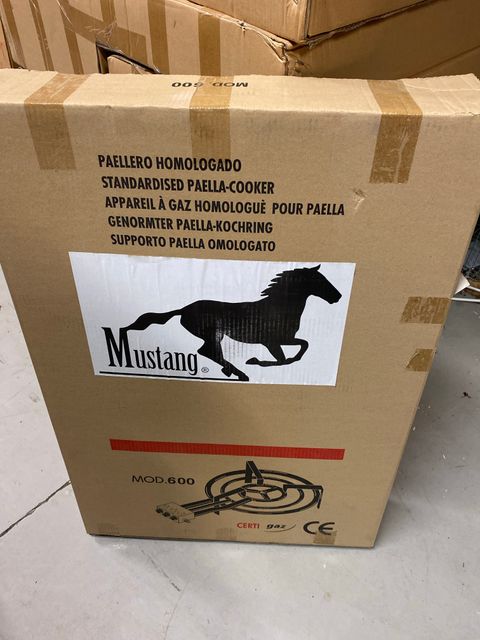 MOD 600
PAELLERO HOMOLOGADO
STANDARDISED PAELLA-COOKER
APPAREIL À GAZ HOMOLOGUÈ POUR PAELLA
GENORMTER PAELLA-KOCHRING
SUPPORTO PAELLA OMOLOGATO
Mustang®
MOD.600
CERTI gaz CE